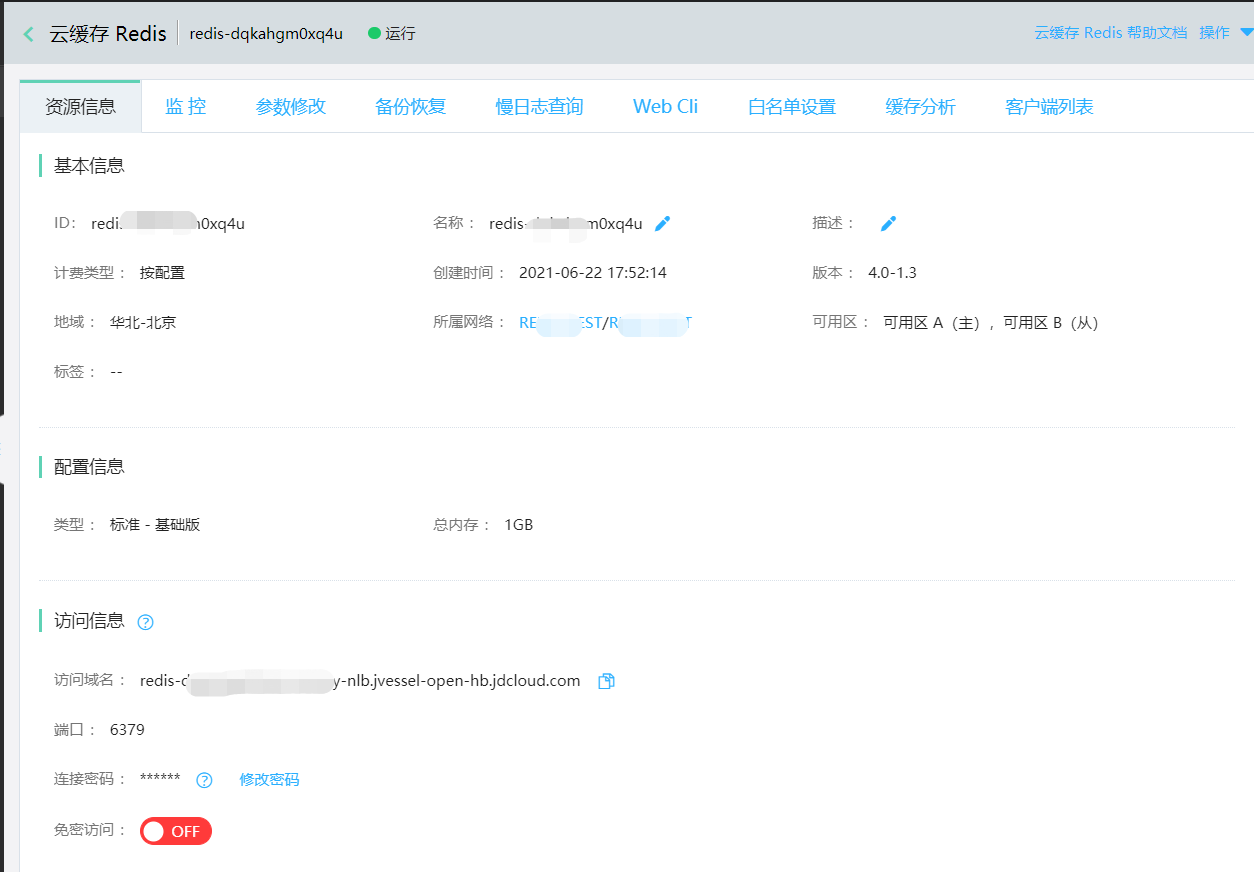 云缓存 Redis redis-dqkahgm0xq4u 运行 云缓存 Redis 帮助文档 操作
资源信息 监 控 参数修改 备份恢复 慢日志查询 Web Cli 白名单设置 缓存分析 客户端列表
基本信息
ID: redi m0xq4u 名称： redis- m0xq4u 描述：
计费类型： 按配置 创建时间： 2021-06-22 17:52:14 版本： 4.0-1.3
地域： 华北-北京 所属网络： RE EST/R T 可用区： 可用区 A（主），可用区 B（从）
标签： --
配置信息
类型： 标准 - 基础版 总内存： 1GB
访问信息 ?
访问域名： redis-d y-nlb.jvessel-open-hb.jdcloud.com
端口： 6379
连接密码： ****** ? 修改密码
免密访问： OFF